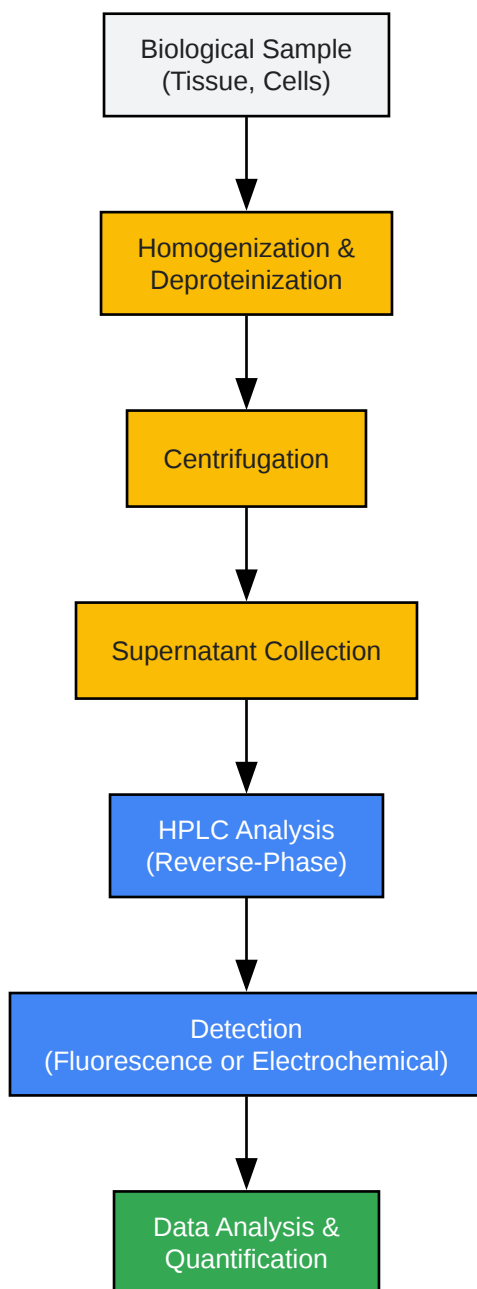 Biological Sample
(Tissue, Cells)
Homogenization &
Deproteinization
Centrifugation
Supernatant Collection
HPLC Analysis
(Reverse-Phase)
Detection
(Fluorescence or Electrochemical)
Data Analysis &
Quantification